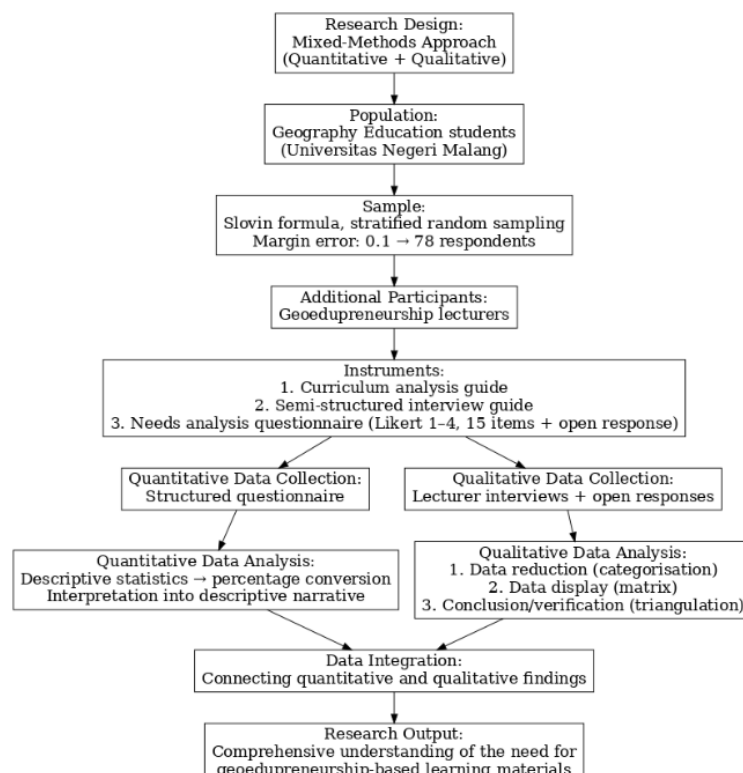 Research Design:
Mixed-Methods Approach
(Quantitative + Qualitative)
Population:
Geography Education students
(Universitas Negeri Malang)
Sample:
Slovin formula, stratified random sampling
Margin error: 0.1 → 78 respondents
Additional Participants:
Geoedupreneurship lecturers
Instruments:
1. Curriculum analysis guide
2. Semi-structured interview guide
3. Needs analysis questionnaire (Likert 1–4, 15 items + open response)
Quantitative Data Collection:
Structured questionnaire
Qualitative Data Collection:
Lecturer interviews + open responses
Quantitative Data Analysis:
Descriptive statistics → percentage conversion
Interpretation into descriptive narrative
Qualitative Data Analysis:
1. Data reduction (categorisation)
2. Data display (matrix)
3. Conclusion/verification (triangulation)
Data Integration:
Connecting quantitative and qualitative findings
Research Output:
Comprehensive understanding of the need for
geoedupreneurship-based learning materials